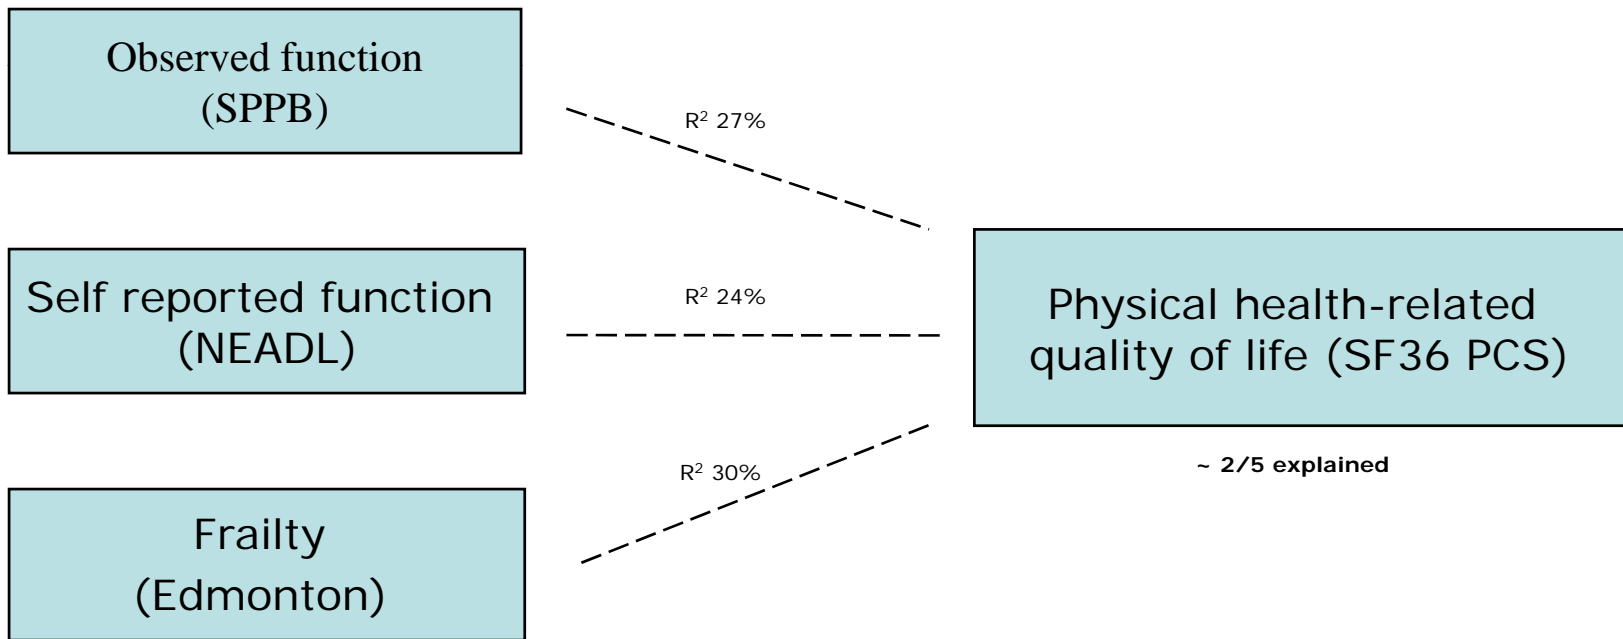 Observed function
(SPPB)
R² 27%
Self reported function
(NEADL)
R² 24%
Physical health-related
quality of life (SF36 PCS)
~ 2/5 explained
R² 30%
Frailty
(Edmonton)